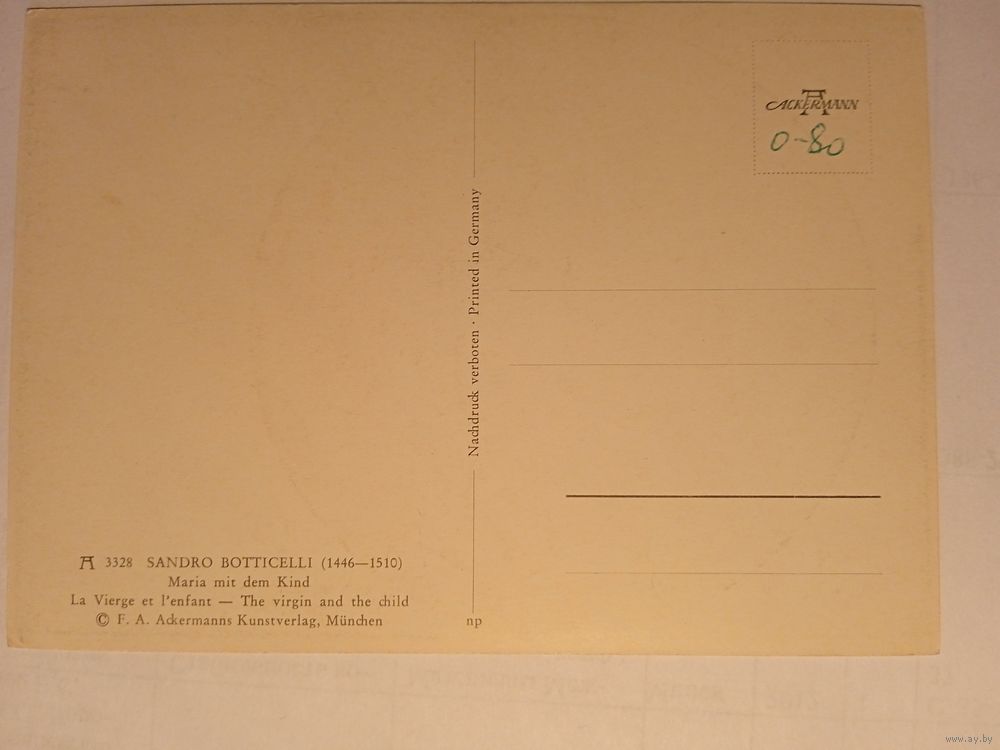 ACKERMANN
0-80
Nachdruck verboten · Printed in Germany
3328 SANDRO BOTTICELLI (1446—1510)
Maria mit dem Kind
La Vierge et l'enfant — The virgin and the child
© F. A. Ackermanns Kunstverlag, München
np
www.ay.by